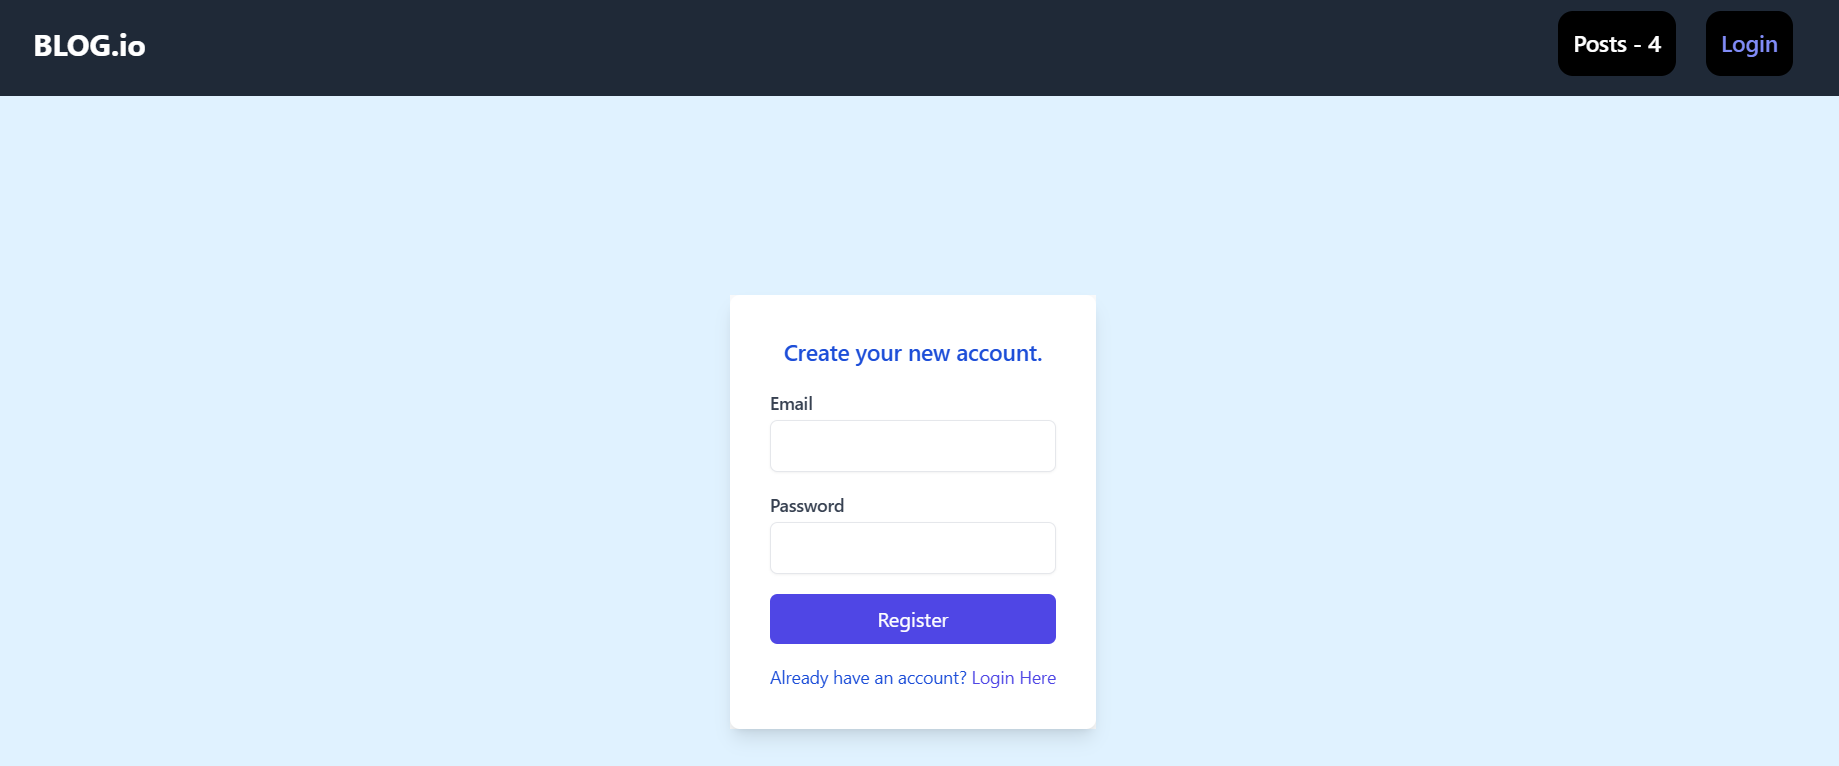 BLOG.io
Posts - 4
Login
Create your new account.
Email
Password
Register
Already have an account? Login Here